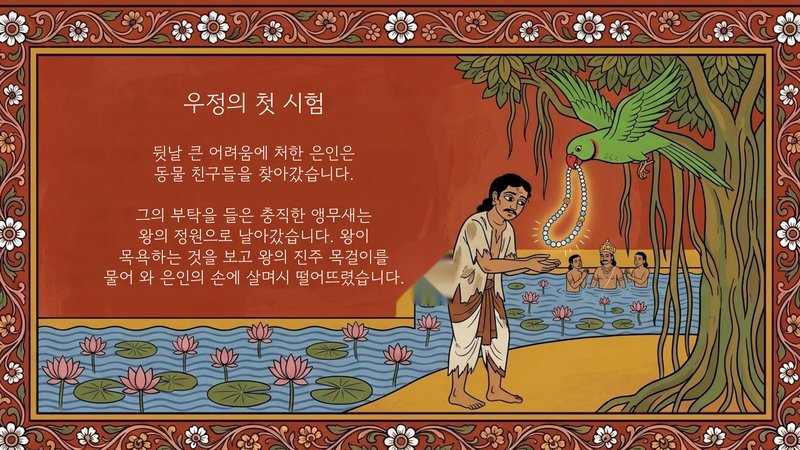 우정의 첫 시험
뒷날 큰 어려움에 처한 은인은
동물 친구들을 찾아갔습니다.
그의 부탁을 들은 충직한 앵무새는
왕의 정원으로 날아갔습니다. 왕이
목욕하는 것을 보고 왕의 진주 목걸이를
물어 와 은인의 손에 살며시 떨어뜨렸습니다.